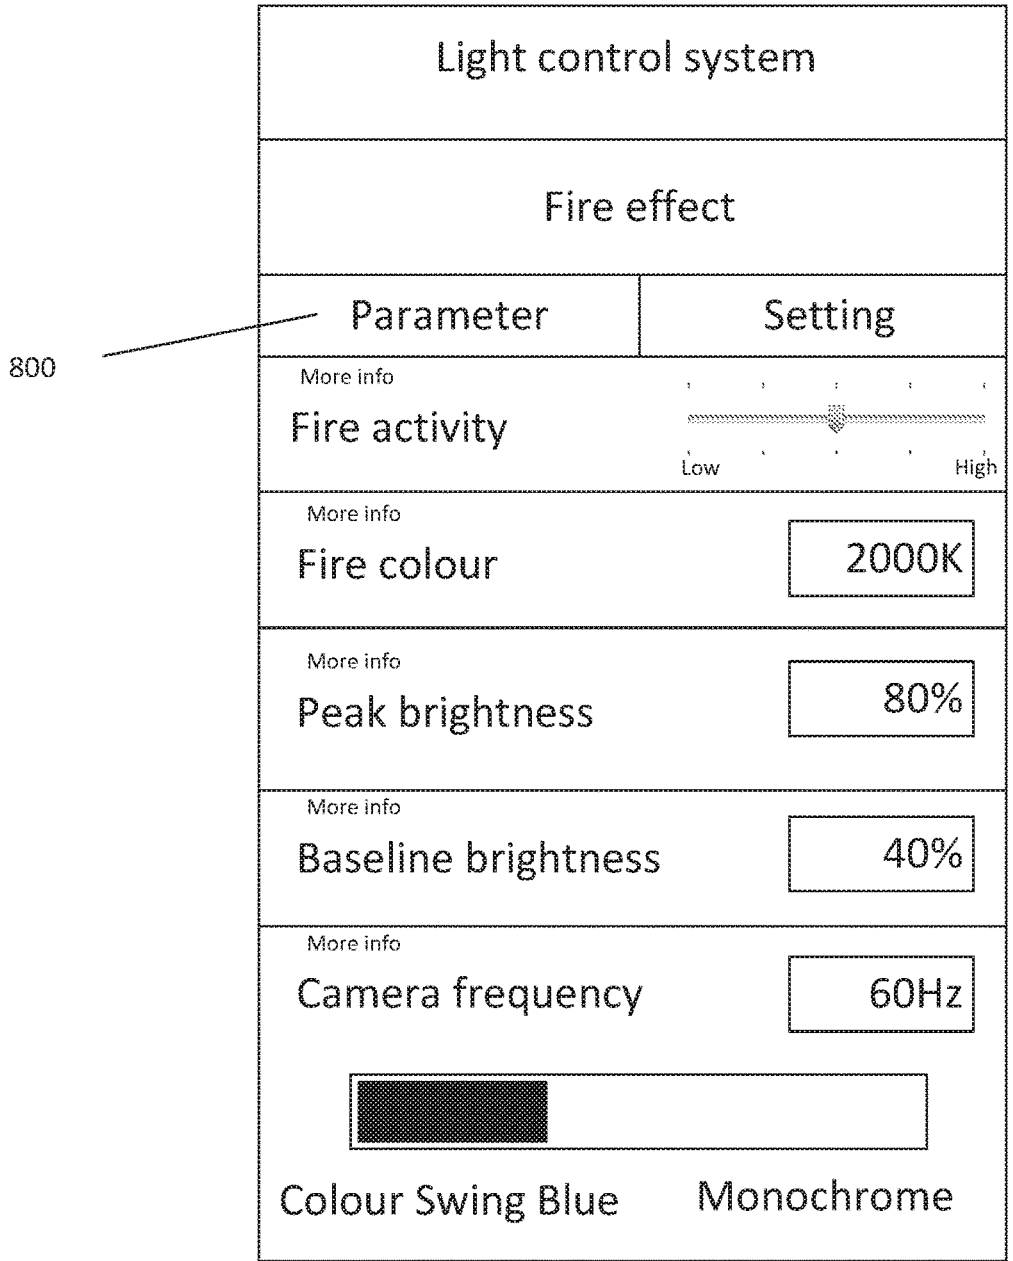 Light control system
Fire effect
Parameter Setting
800
More info
Fire activity
Low High
More info
Fire colour 2000K
More info
Peak brightness 80%
More info
Baseline brightness 40%
More info
Camera frequency 60Hz
Colour Swing Blue Monochrome